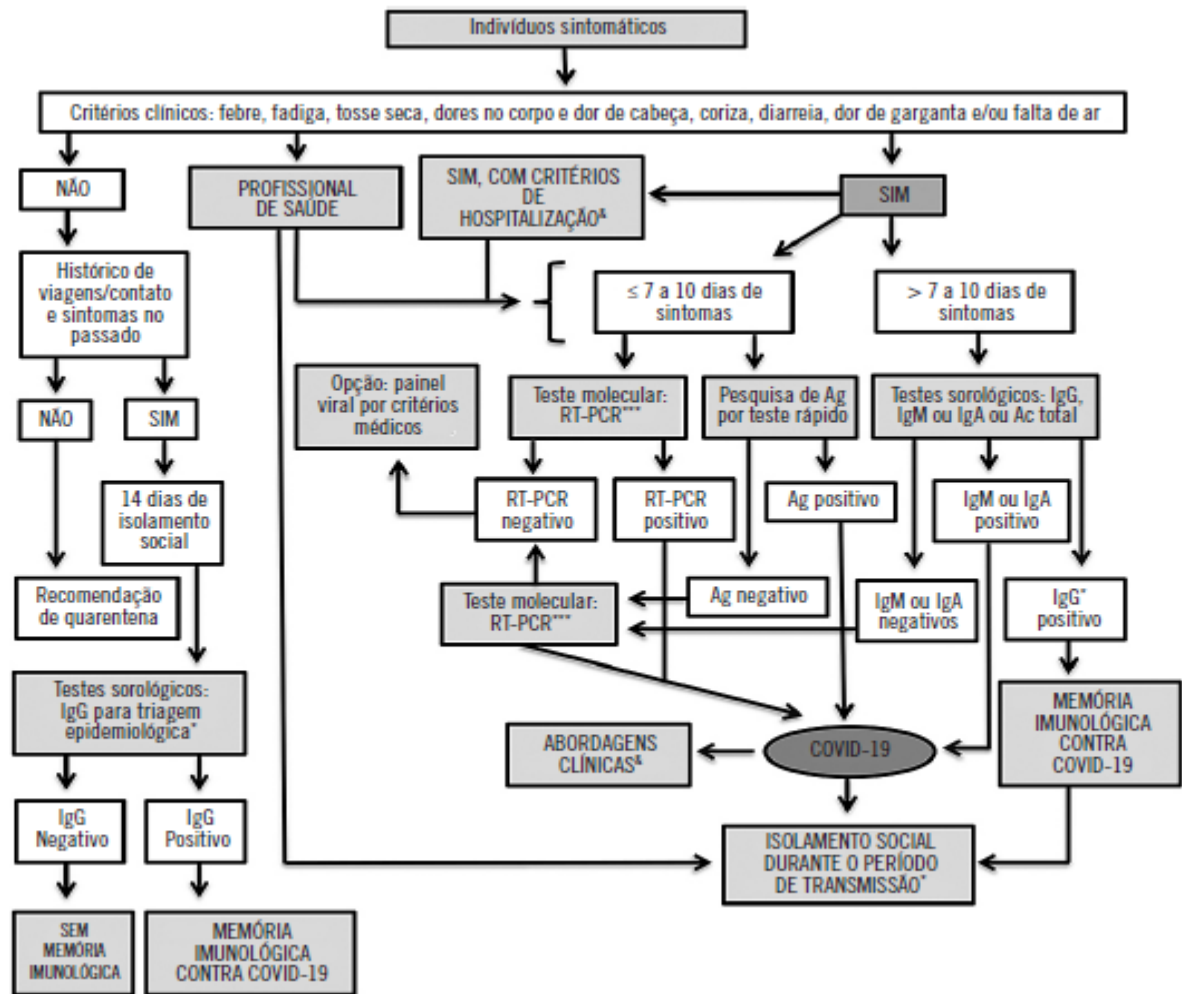 Indivíduos sintomáticos
Critérios clínicos: febre, fadiga, tosse seca, dores no corpo e dor de cabeça, coriza, diarreia, dor de garganta e/ou falta de ar
NÃO
PROFISSIONAL
DE SAÚDE
SIM, COM CRITÉRIOS
DE
HOSPITALIZAÇÃO&
SIM
Histórico de
viagens/contato
e sintomas no
passado
≤ 7 a 10 dias de
sintomas
> 7 a 10 dias de
sintomas
NÃO
SIM
Opção: painel
viral por critérios
médicos
Teste molecular:
RT-PCR***
Pesquisa de Ag
por teste rápido
Testes sorológicos: IgG,
IgM ou IgA ou Ac total
14 dias de
isolamento
social
RT-PCR
negativo
RT-PCR
positivo
Ag positivo
IgM ou IgA
positivo
Recomendação
de quarentena
Teste molecular:
RT-PCR***
Ag negativo
IgM ou IgA
negativos
IgG*
positivo
Testes sorológicos:
IgG para triagem
epidemiológica*
ABORDAGENS
CLÍNICAS&
COVID-19
MEMÓRIA
IMUNOLÓGICA
CONTRA
COVID-19
IgG
Negativo
IgG
Positivo
ISOLAMENTO SOCIAL
DURANTE O PERÍODO
DE TRANSMISSÃO*
SEM
MEMÓRIA
IMUNOLÓGICA
MEMÓRIA
IMUNOLÓGICA
CONTRA COVID-19